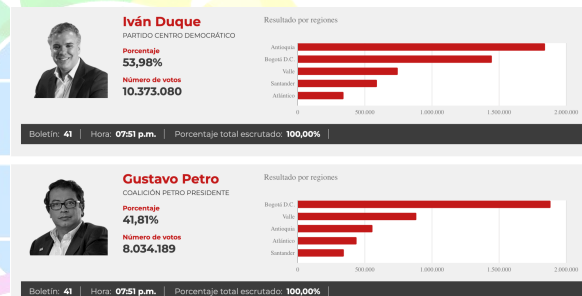 Iván Duque
PARTIDO CENTRO DEMOCRÁTICO
Porcentaje
53,98%
Número de votos
10.373.080
Resultado por regiones
Antioquia
Bogotá D.C.
Valle
Santander
Atlántico
0 500.000 1.000.000 1.500.000 2.000.000
Boletín: 41 | Hora: 07:51 p.m. | Porcentaje total escrutado: 100,00% |
Gustavo Petro
COALICIÓN PETRO PRESIDENTE
Porcentaje
41,81%
Número de votos
8.034.189
Resultado por regiones
Bogotá D.C.
Valle
Antioquia
Atlántico
Santander
0 500.000 1.000.000 1.500.000 2.000.000
Boletín: 41 | Hora: 07:51 p.m. | Porcentaje total escrutado: 100,00% |